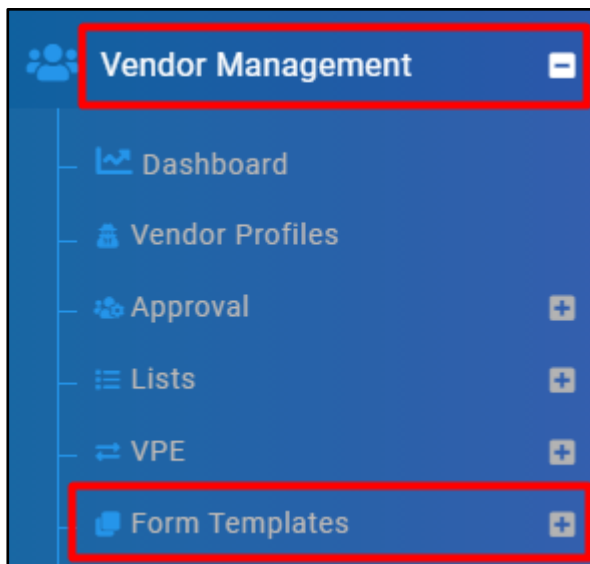 Vendor Management
Dashboard
Vendor Profiles
Approval
Lists
VPE
Form Templates